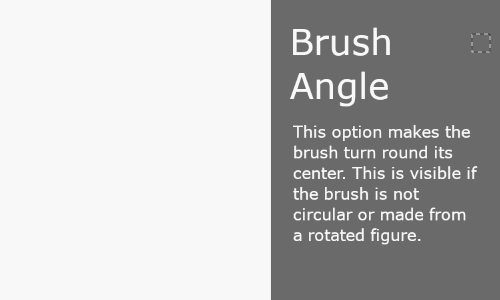 Brush
Angle
This option makes the
brush turn round its
center. This is visible if
the brush is not
circular or made from
a rotated figure.